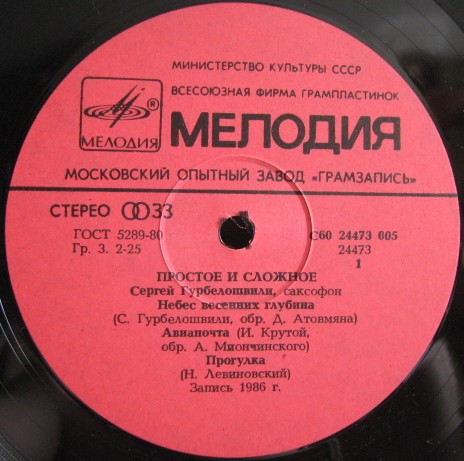 МИНИСТЕРСТВО КУЛЬТУРЫ СССР
ВСЕСОЮЗНАЯ ФИРМА ГРАМПЛАСТИНОК
®
МЕЛОДИЯ
МЕЛОДИЯ
МОСКОВСКИЙ ОПЫТНЫЙ ЗАВОД «ГРАМЗАПИСЬ»
СТЕРЕО 33
ГОСТ 5289-80
Гр. 3. 2-25
С60 24473 005
24473
1
ПРОСТОЕ И СЛОЖНОЕ
Сергей Гурбелошвили, саксофон
Небес весенних глубина
(С. Гурбелошвили, обр. Д. Атовмяна)
Авиапочта (И. Крутой,
обр. А. Миончинского)
Прогулка
(Н. Левиновский)
Запись 1986 г.